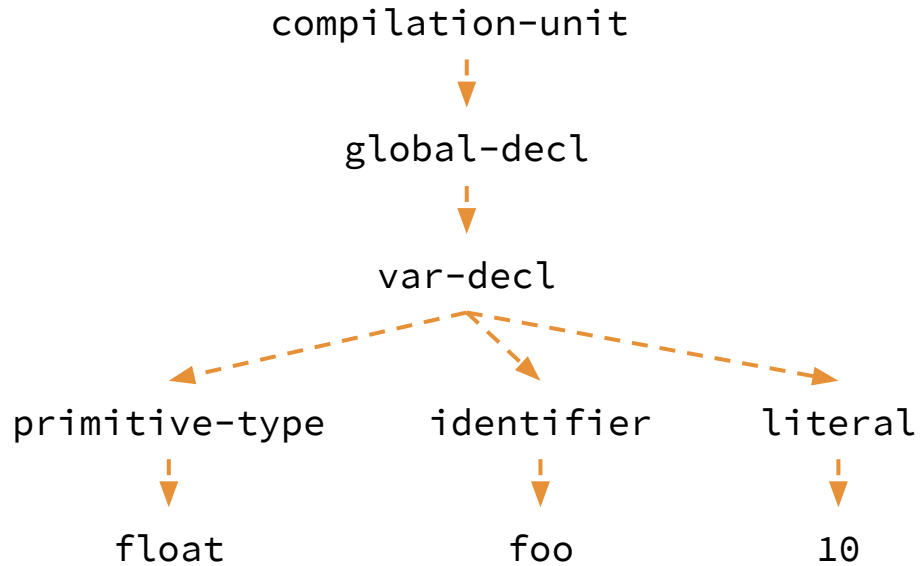 compilation-unit
global-decl
var-decl
primitive-type identifier literal
float foo 10